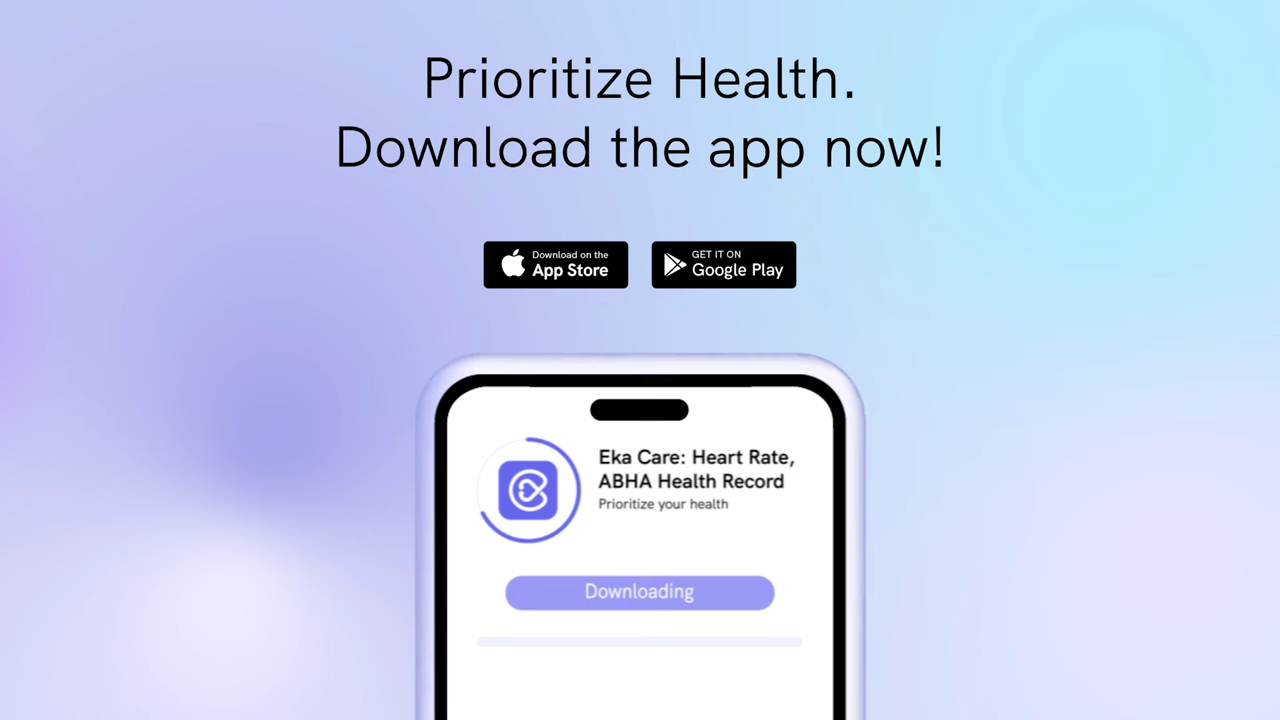 Prioritize Health.
Download the app now!
Download on the
App Store
GET IT ON
Google Play
Eka Care: Heart Rate,
ABHA Health Record
Prioritize your health
Downloading